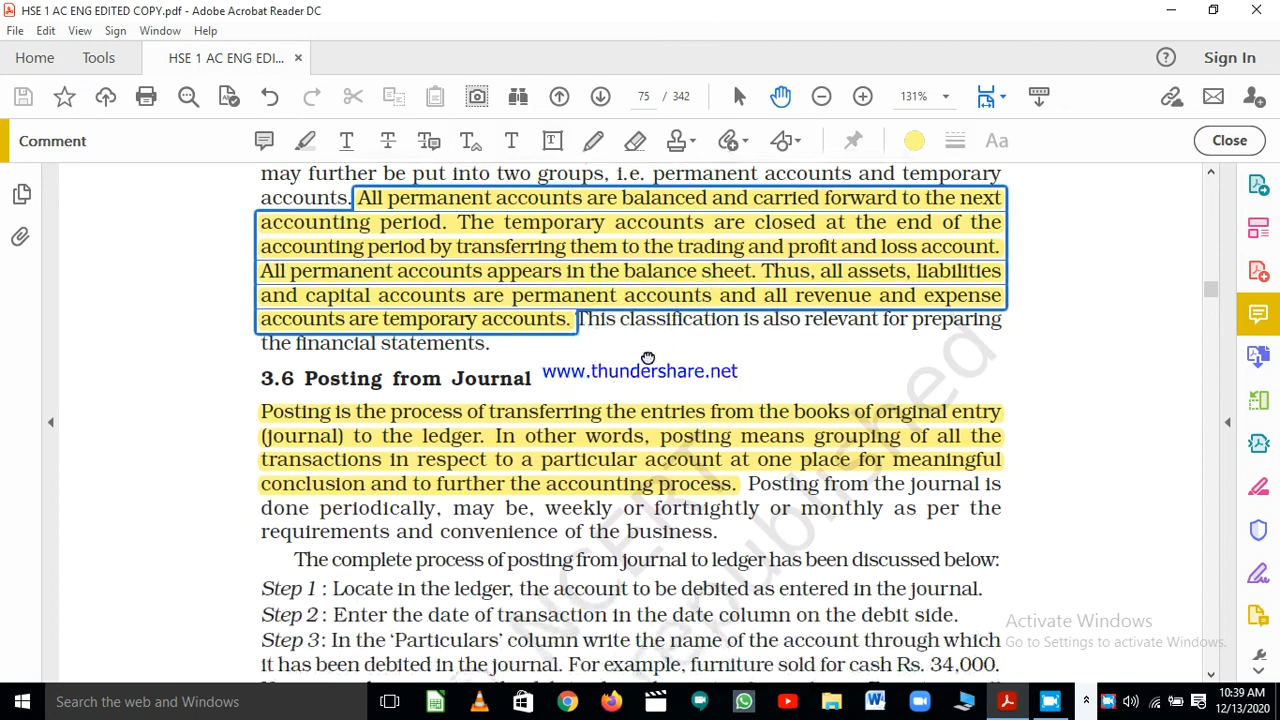 HSE 1 AC ENG EDITED COPY.pdf - Adobe Acrobat Reader DC
File Edit View Sign Window Help
Home Tools HSE 1 AC ENG EDI... × Sign In
75 / 342 131%
Comment Close
may further be put into two groups, i.e. permanent accounts and temporary
accounts. All permanent accounts are balanced and carried forward to the next
accounting period. The temporary accounts are closed at the end of the
accounting period by transferring them to the trading and profit and loss account.
All permanent accounts appears in the balance sheet. Thus, all assets, liabilities
and capital accounts are permanent accounts and all revenue and expense
accounts are temporary accounts. This classification is also relevant for preparing
the financial statements.
3.6 Posting from Journal www.thundershare.net
Posting is the process of transferring the entries from the books of original entry
(journal) to the ledger. In other words, posting means grouping of all the
transactions in respect to a particular account at one place for meaningful
conclusion and to further the accounting process. Posting from the journal is
done periodically, may be, weekly or fortnightly or monthly as per the
requirements and convenience of the business.
The complete process of posting from journal to ledger has been discussed below:
Step 1 : Locate in the ledger, the account to be debited as entered in the journal.
Step 2 : Enter the date of transaction in the date column on the debit side.
Step 3 : In the ‘Particulars’ column write the name of the account through which
it has been debited in the journal. For example, furniture sold for cash Rs. 34,000.
Activate Windows
Go to Settings to activate Windows.
Search the web and Windows
10:39 AM
12/13/2020